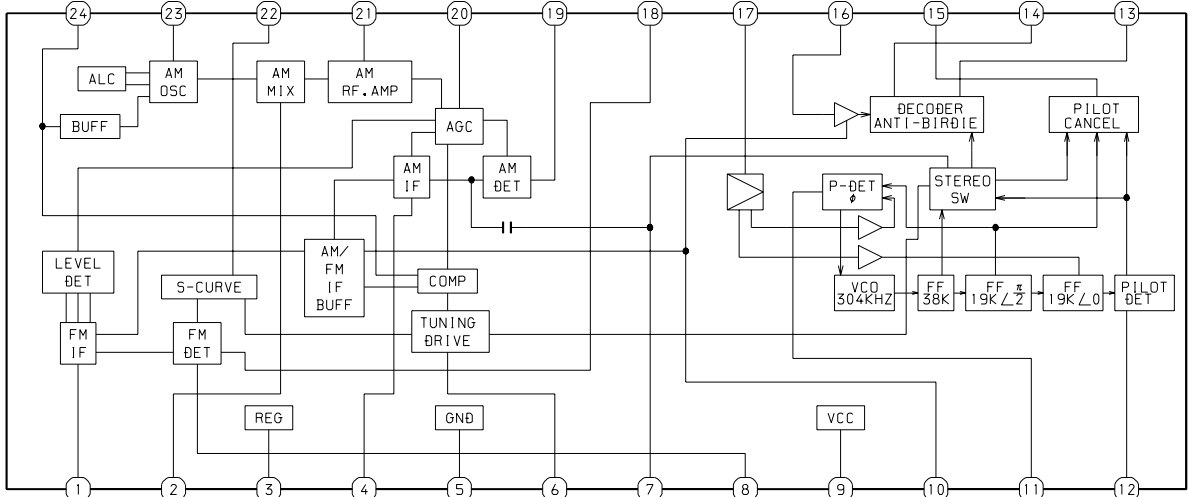 24 23 22 21 20 19 18 17 16 15 14 13
ALC
AM
OSC
AM
MIX
AM
RF.AMP
BUFF
AGC
DECODER
ANTI-BIRDIE
PILOT
CANCEL
AM
IF
AM
DET
P-DET
φ
STEREO
SW
LEVEL
DET
S-CURVE
AM/
FM
IF
BUFF
COMP
VCO
304KHZ
FF
38K
FF
19K∠π/2
FF
19K∠0
PILOT
DET
FM
IF
FM
DET
TUNING
DRIVE
REG
GND
VCC
1 2 3 4 5 6 7 8 9 10 11 12